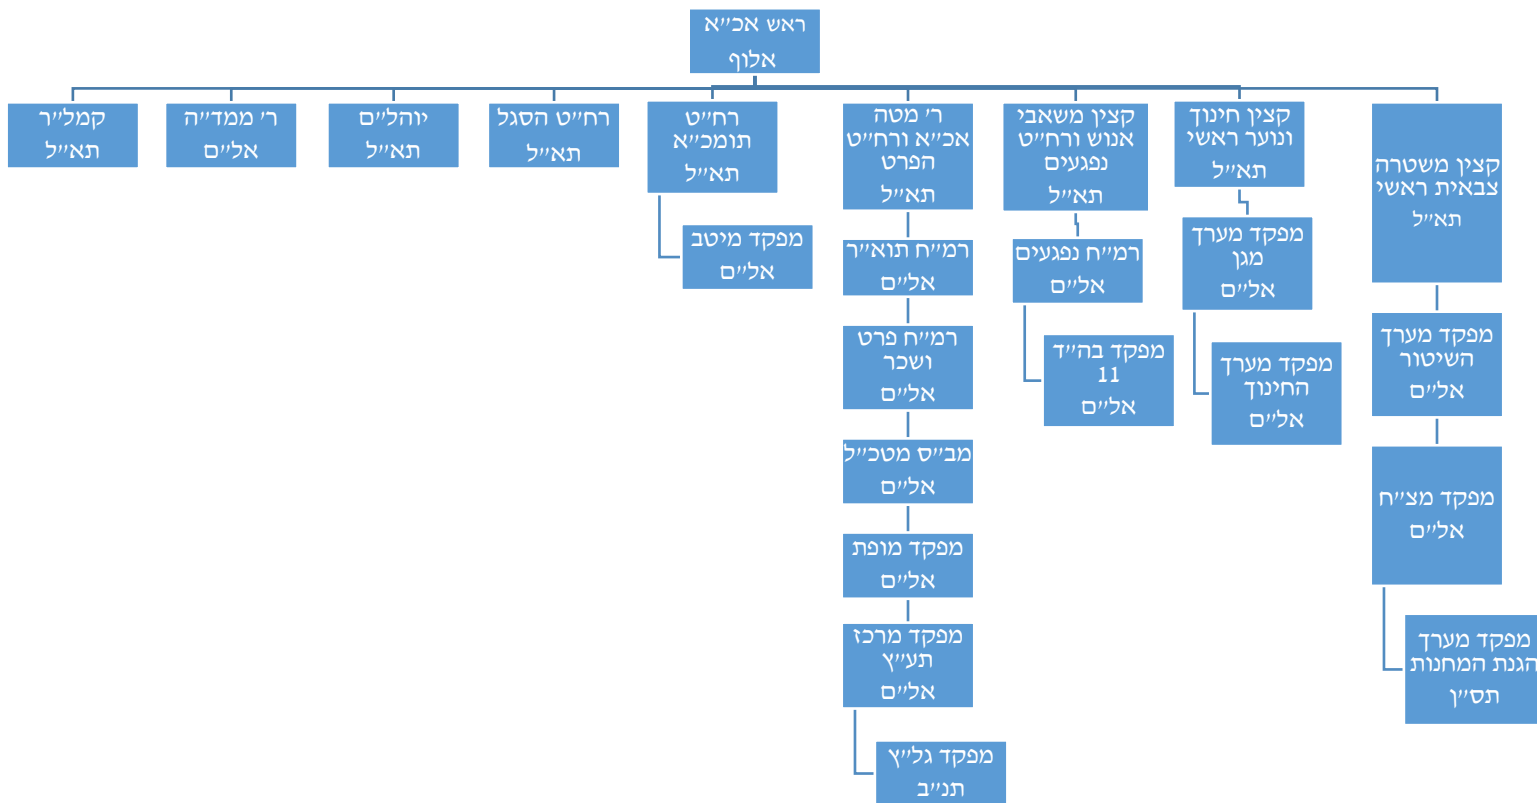 ראש אכ"א
אלוף
קצין משטרה
צבאית ראשי
תא"ל
מפקד מערך
השיטור
אל"ם
מפקד מצ"ח
אל"ם
מפקד מערך
הגנת המחנות
תס"ן
קצין חינוך
ונוער ראשי
תא"ל
מפקד מערך
מגן
אל"ם
מפקד מערך
החינוך
אל"ם
קצין משאבי
אנוש ורח"ט
נפגעים
תא"ל
רמ"ח נפגעים
אל"ם
מפקד בה"ד
11
אל"ם
ר' מטה
אכ"א ורח"ט
הפרט
תא"ל
רמ"ח תוא"ר
אל"ם
רמ"ח פרט
ושכר
אל"ם
מב"ס מטכ"ל
אל"ם
מפקד מופת
אל"ם
מפקד מרכז
תע"ץ
אל"ם
מפקד גל"ץ
תנ"ב
רח"ט
תומכ"א
תא"ל
מפקד מיטב
אל"ם
רח"ט הסגל
תא"ל
יוהל"ם
תא"ל
ר' ממד"ה
אל"ם
קמל"ר
תא"ל